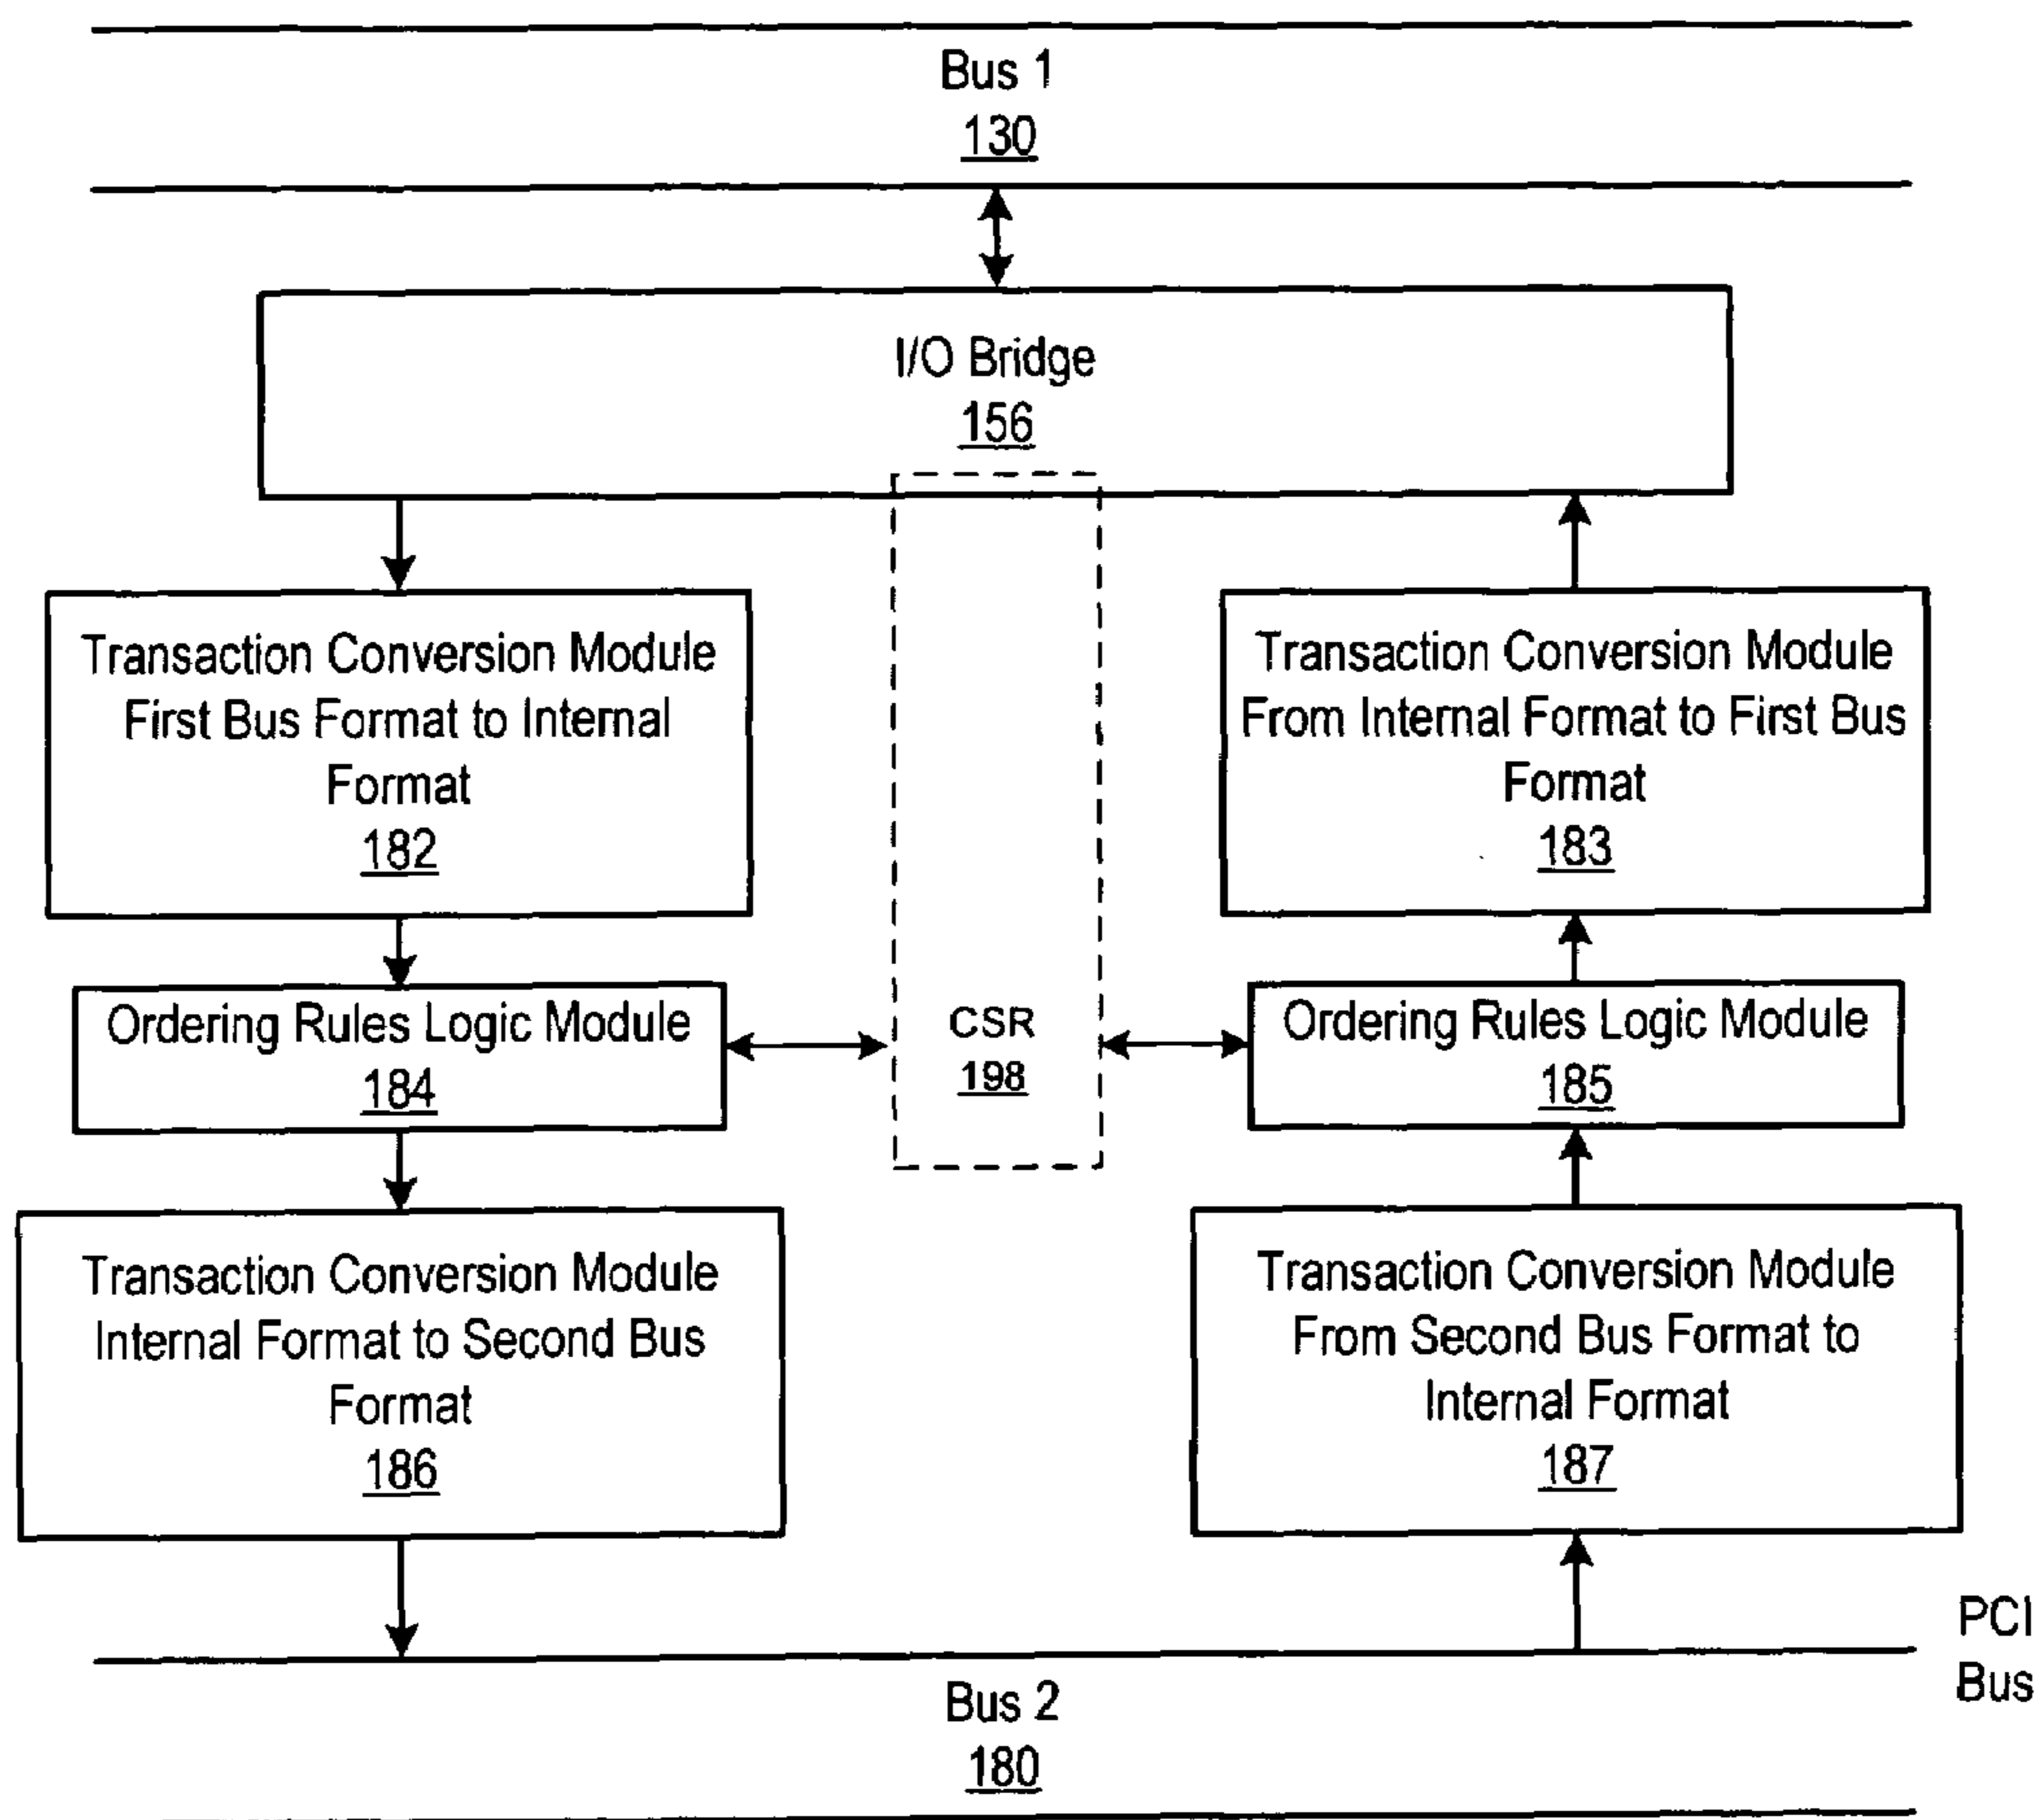 Bus 1
130
I/O Bridge
156
Transaction Conversion Module
First Bus Format to Internal
Format
182
Transaction Conversion Module
From Internal Format to First Bus
Format
183
Ordering Rules Logic Module
184
CSR
198
Ordering Rules Logic Module
185
Transaction Conversion Module
Internal Format to Second Bus
Format
186
Transaction Conversion Module
From Second Bus Format to
Internal Format
187
PCI
Bus
Bus 2
180